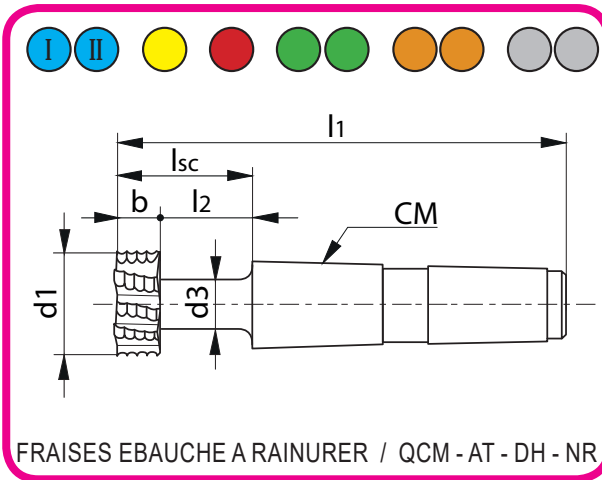 I II
l1
lsc
b l2
CM
d1
d3
FRAISES EBAUCHE A RAINURER / QCM - AT - DH - NR